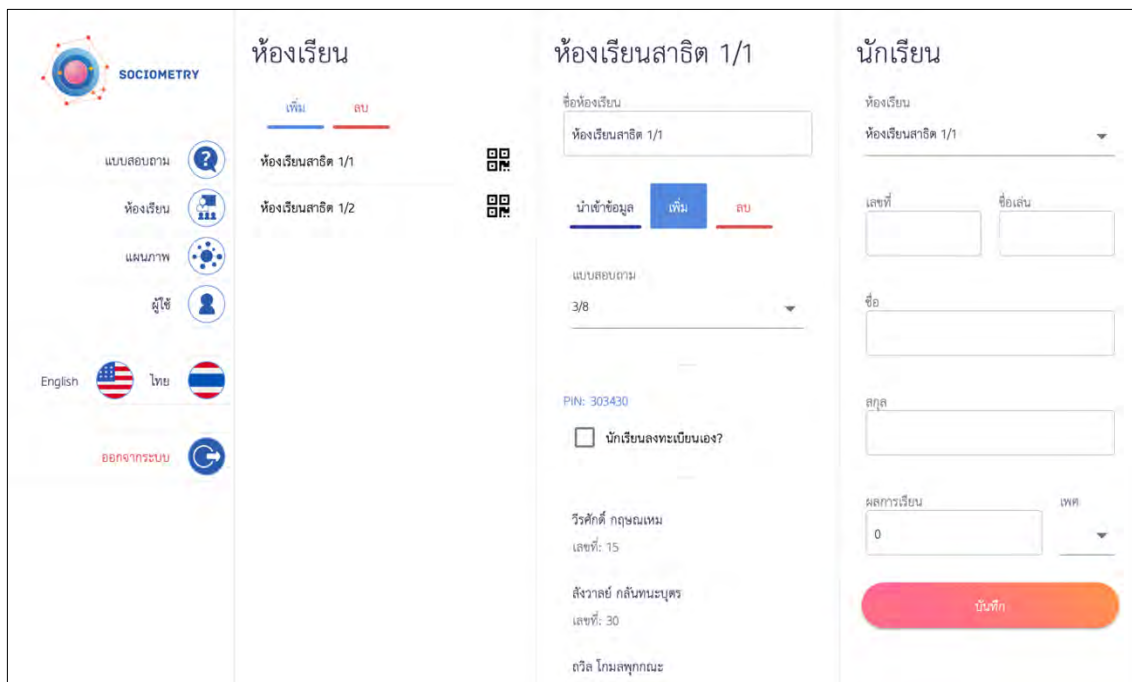 SOCIOMETRY
แบบสอบถาม
ห้องเรียน
แผนภาพ
ผู้ใช้
English ไทย
ออกจากระบบ
ห้องเรียน
เพิ่ม ลบ
ห้องเรียนสาธิต 1/1
ห้องเรียนสาธิต 1/2
ห้องเรียนสาธิต 1/1
ชื่อห้องเรียน
ห้องเรียนสาธิต 1/1
นำเข้าข้อมูล เพิ่ม ลบ
แบบสอบถาม
3/8
PIN: 303430
นักเรียนลงทะเบียนเอง?
วีรศักดิ์ กฤษณเหม
เลขที่: 15
สังวาลย์ กลันทนะบุตร
เลขที่: 30
ถวิล โกมลพุกกณะ
นักเรียน
ห้องเรียน
ห้องเรียนสาธิต 1/1
เลขที่ ชื่อเล่น
ชื่อ
สกุล
ผลการเรียน เพศ
0
บันทึก